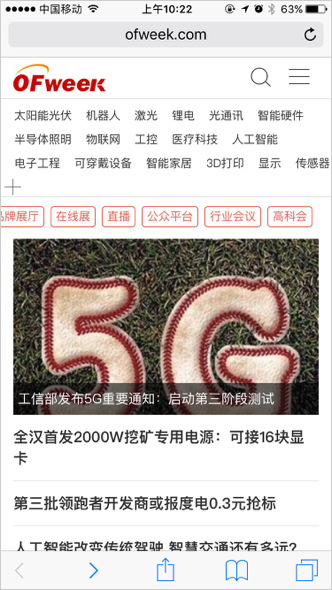 中国移动 上午10:22 63%
ofweek.com
OFweek
太阳能光伏 机器人 激光 锂电 光通讯 智能硬件
半导体照明 物联网 工控 医疗科技 人工智能
电子工程 可穿戴设备 智能家居 3D打印 显示 传感器
品牌展厅 在线展 直播 公众平台 行业会议 高科会
5G
工信部发布5G重要通知：启动第三阶段测试
全汉首发2000W挖矿专用电源：可接16块显
卡
第三批领跑者开发商或报度电0.3元抢标
人工智能改变传统驾驶 智慧交通还有多远?